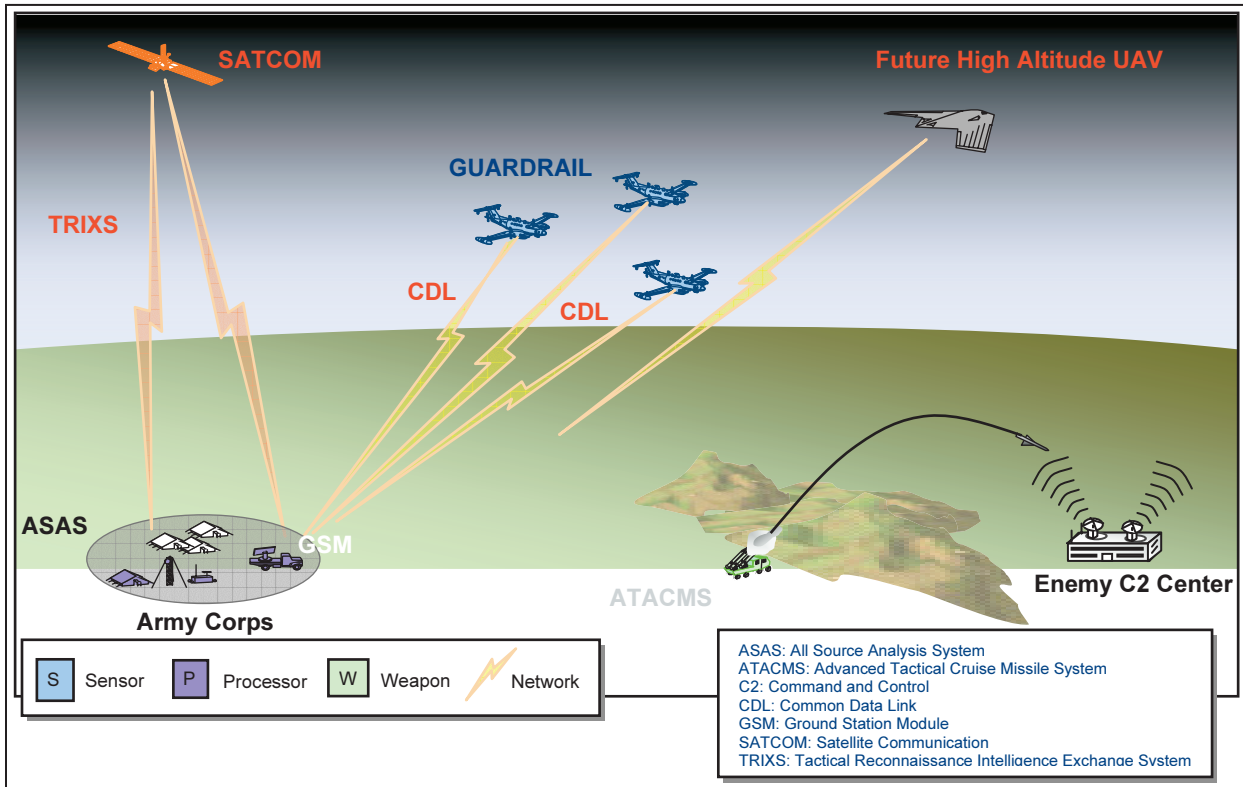 SATCOM
Future High Altitude UAV
GUARDRAIL
TRIXS
CDL
CDL
ASAS
GSM
ATACMS
Enemy C2 Center
Army Corps
S Sensor P Processor W Weapon Network
ASAS: All Source Analysis System
ATACMS: Advanced Tactical Cruise Missile System
C2: Command and Control
CDL: Common Data Link
GSM: Ground Station Module
SATCOM: Satellite Communication
TRIXS: Tactical Reconnaissance Intelligence Exchange System